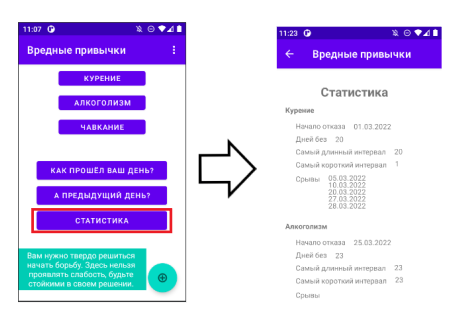 11:07
Вредные привычки
КУРЕНИЕ
АЛКОГОЛИЗМ
ЧАВКАНИЕ
КАК ПРОШЁЛ ВАШ ДЕНЬ?
А ПРЕДЫДУЩИЙ ДЕНЬ?
СТАТИСТИКА
Вам нужно твердо решиться
начать борьбу. Здесь нельзя
проявлять слабость, будьте
стойкими в своем решении.
11:23
Вредные привычки
Статистика
Курение
Начало отказа 01.03.2022
Дней без 20
Самый длинный интервал 20
Самый короткий интервал 1
Срывы 05.03.2022
10.03.2022
20.03.2022
27.03.2022
28.03.2022
Алкоголизм
Начало отказа 25.03.2022
Дней без 23
Самый длинный интервал 23
Самый короткий интервал 23
Срывы